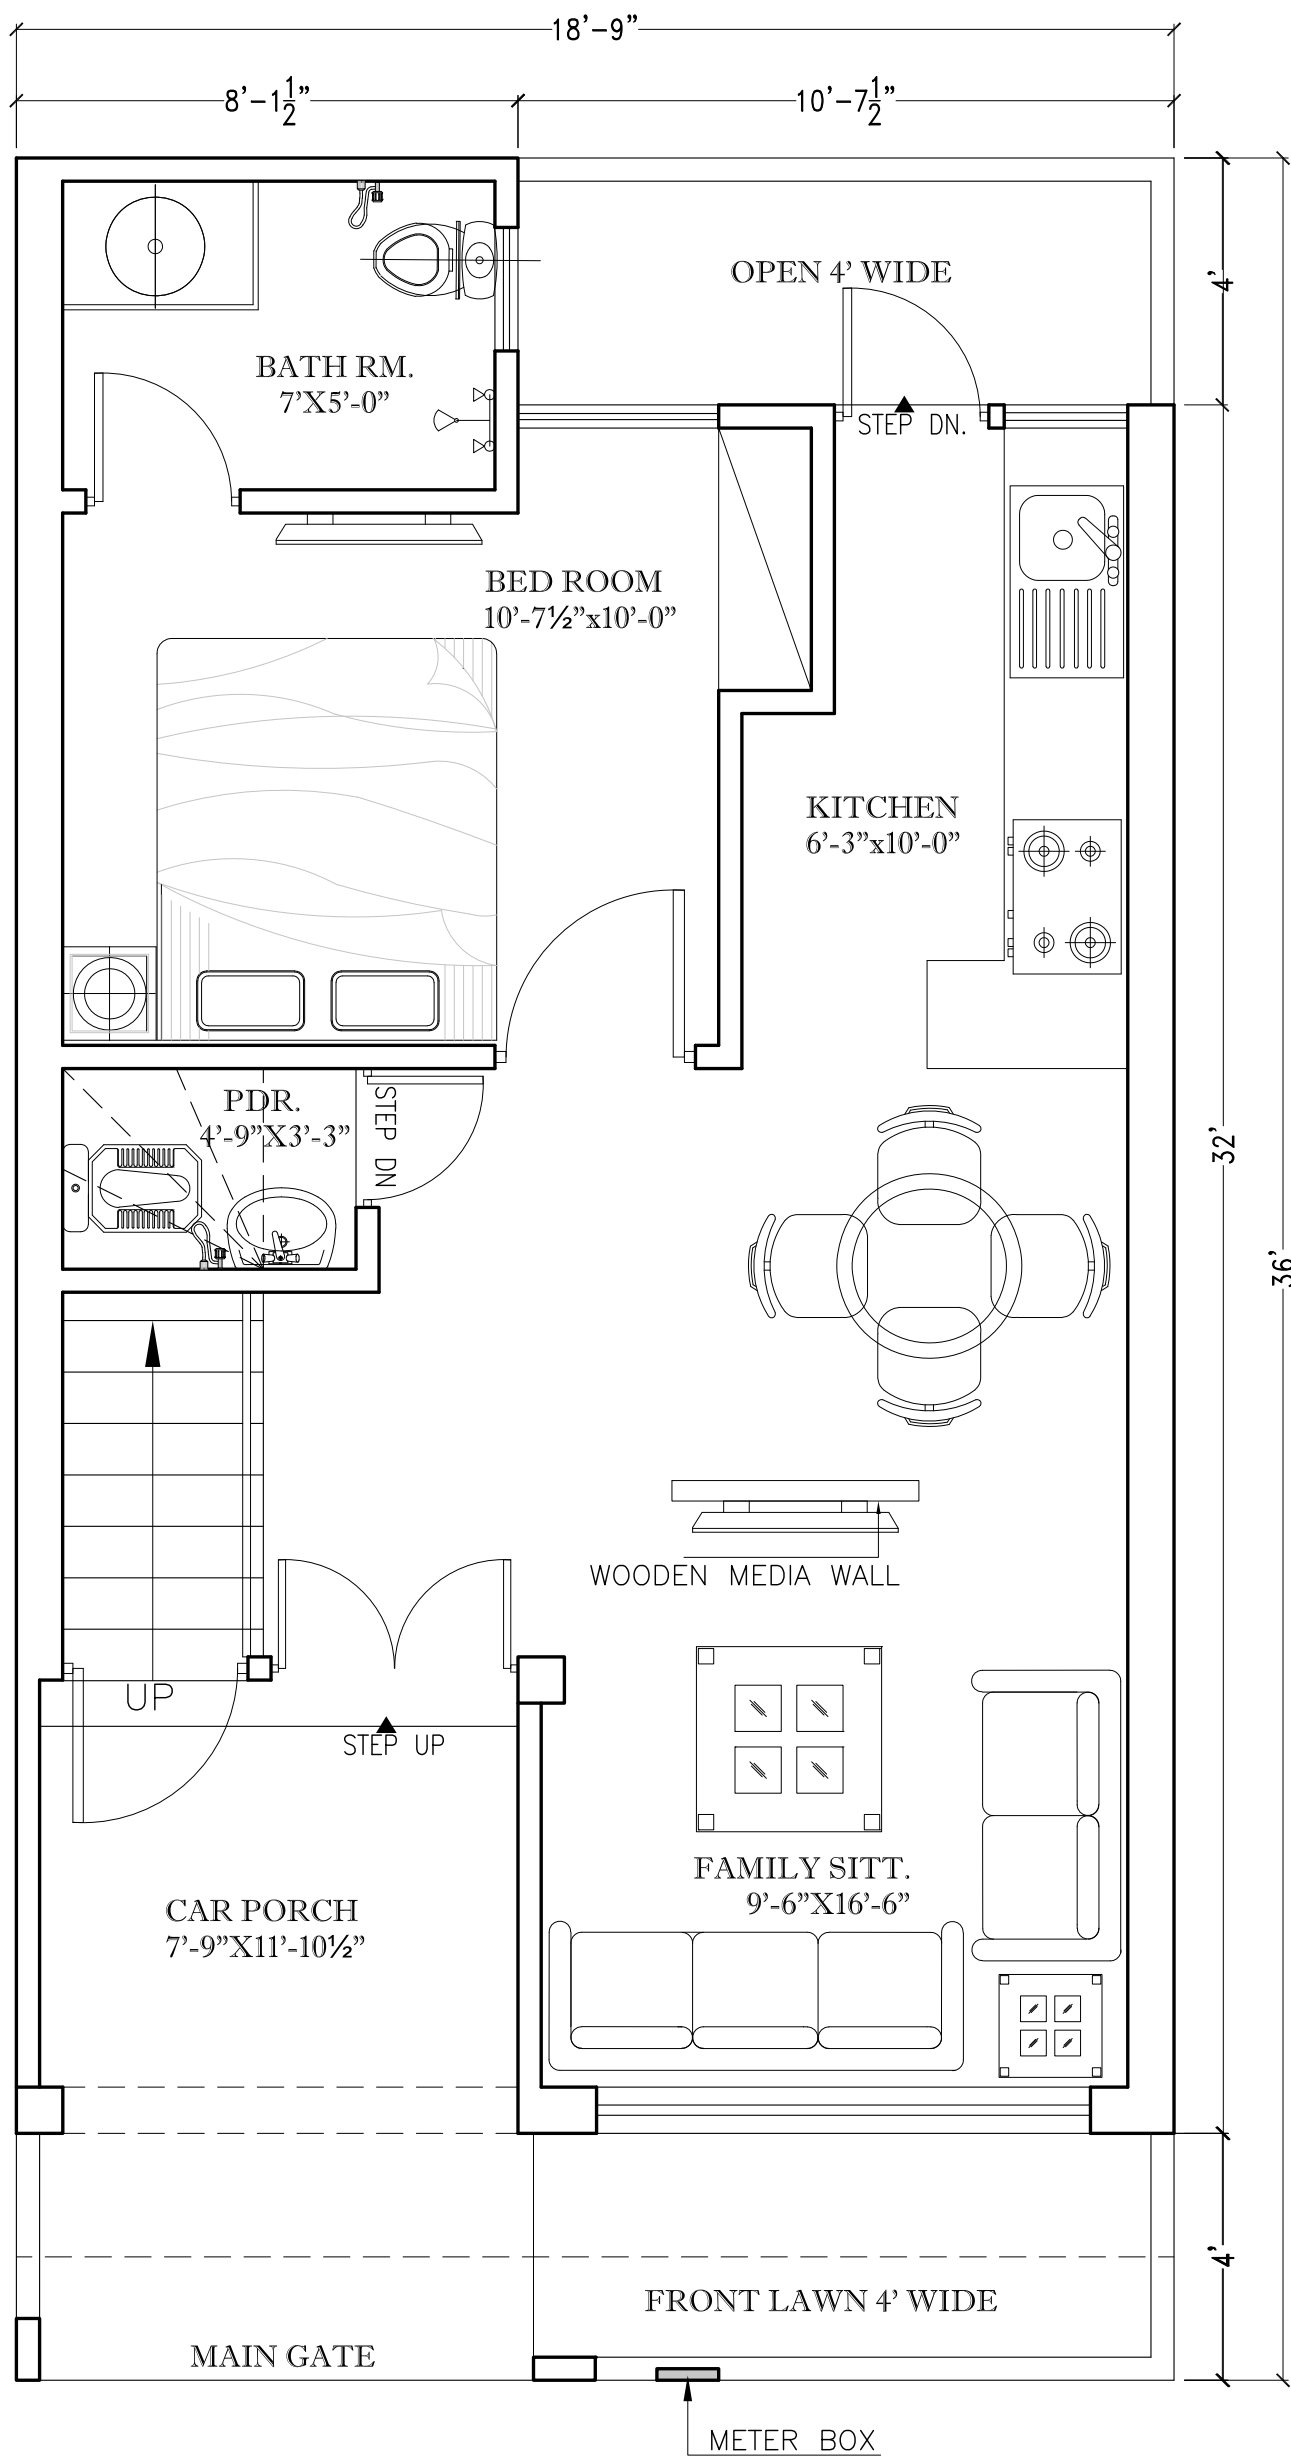 18'-9"
8'-1½"
10'-7½"
OPEN 4' WIDE
4'
BATH RM.
7'X5'-0"
STEP DN.
BED ROOM
10'-7½"x10'-0"
KITCHEN
6'-3"x10'-0"
PDR.
4'-9"X3'-3"
STEP DN
32'
36'
WOODEN MEDIA WALL
UP
STEP UP
FAMILY SITT.
9'-6"X16'-6"
CAR PORCH
7'-9"X11'-10½"
4'
FRONT LAWN 4' WIDE
MAIN GATE
METER BOX